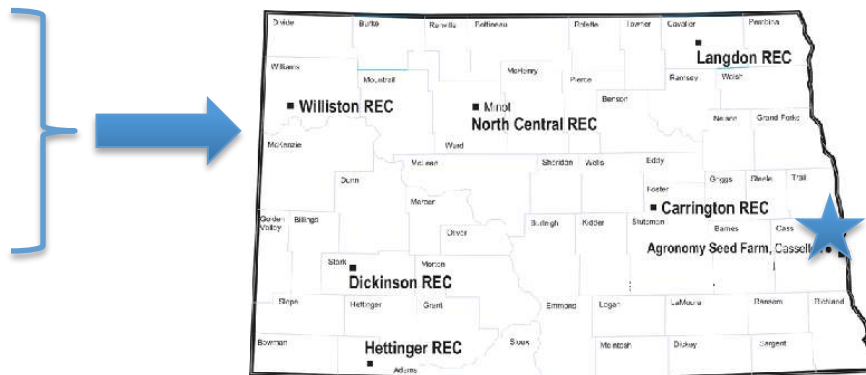 Divide Burke Renville Bottineau Rolette Towner Cavalier Pembina
Langdon REC
Williams Mountrail McHenry Pierce Ramsey Walsh
Williston REC
Minot
North Central REC
Benson
Nelson Grand Forks
McKenzie Ward
McLean Sheridan Wells Eddy
Dunn Foster Griggs Steele Traill
Mercer
Carrington REC
Golden Valley Billings Oliver Burleigh Kidder Stutsman Barnes Cass
Agronomy Seed Farm, Casselton
Stark Morton
Dickinson REC
Slope Hettinger Grant Emmons Logan LaMoure Ransom Richland
Bowman Hettinger REC Sioux McIntosh Dickey Sargent
Adams